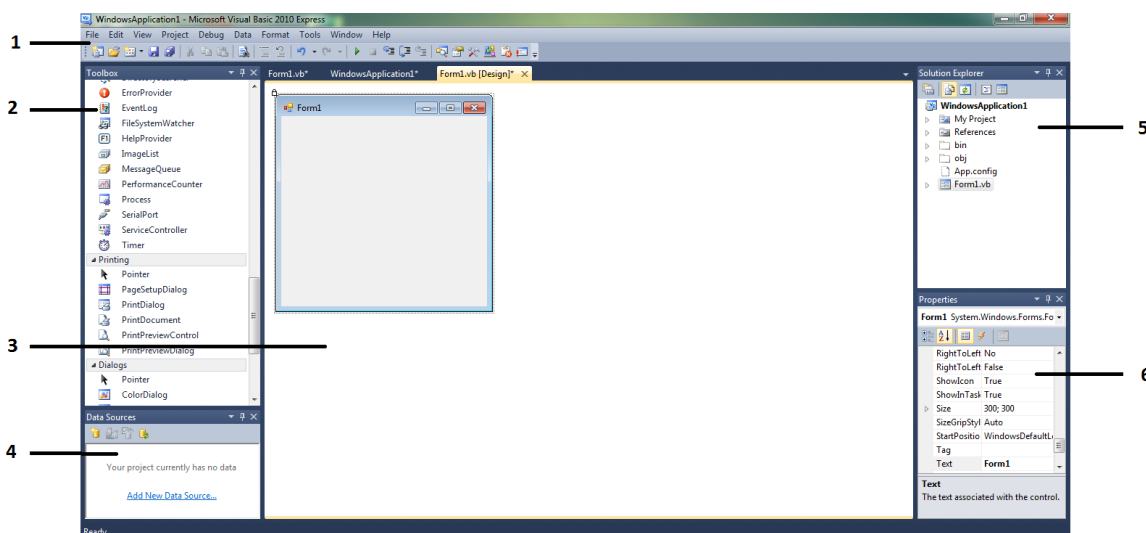 WindowsApplication1 - Microsoft Visual Basic 2010 Express
File Edit View Project Debug Data Format Tools Window Help
1
Toolbox
ErrorProvider
EventLog
2
FileSystemWatcher
HelpProvider
ImageList
MessageQueue
PerformanceCounter
Process
SerialPort
ServiceController
Timer
Printing
Pointer
PageSetupDialog
PrintDialog
PrintDocument
PrintPreviewControl
3
PrintPreviewDialog
Dialogs
Pointer
ColorDialog
Data Sources
4
Your project currently has no data
Add New Data Source...
Ready
Form1.vb* WindowsApplication1* Form1.vb [Design]*
Form1
Solution Explorer
WindowsApplication1
My Project
5
References
bin
obj
App.config
Form1.vb
Properties
Form1 System.Windows.Forms.Fo
RightToLeft No
RightToLeft False
6
ShowIcon True
ShowInTask True
Size 300; 300
SizeGripStyl Auto
StartPositio WindowsDefaultLo
Tag
Text Form1
Text
The text associated with the control.